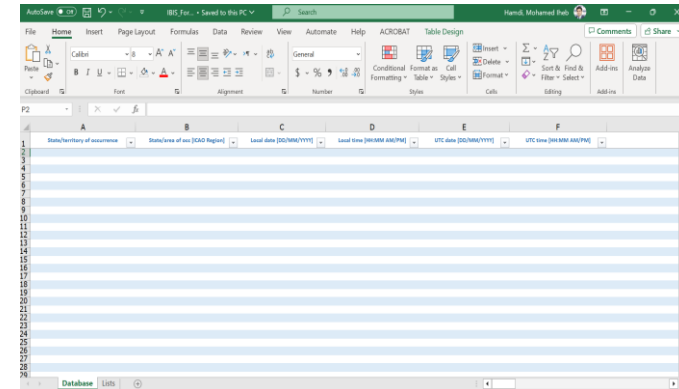 AutoSave Off IBIS_For... • Saved to this PC Search Hamdi, Mohamed Iheb
File Home Insert Page Layout Formulas Data Review View Automate Help ACROBAT Table Design Comments Share
Calibri 8 A A General Insert
Paste B I U A $ % 9 Conditional Format as Cell Delete Sort & Find & Add-ins Analyze
Formatting Table Styles Format Filter Select Data
Clipboard Font Alignment Number Styles Cells Editing Add-ins
P2 fx
A B C D E F
1 State/territory of occurrence State/area of occ [ICAO Region] Local date [DD/MM/YYYY] Local time [HH:MM AM/PM] UTC date [DD/MM/YYYY] UTC time [HH:MM AM/PM]
2
3
4
5
6
7
8
9
10
11
12
13
14
15
16
17
18
19
20
21
22
23
24
25
26
27
28
29
Database Lists